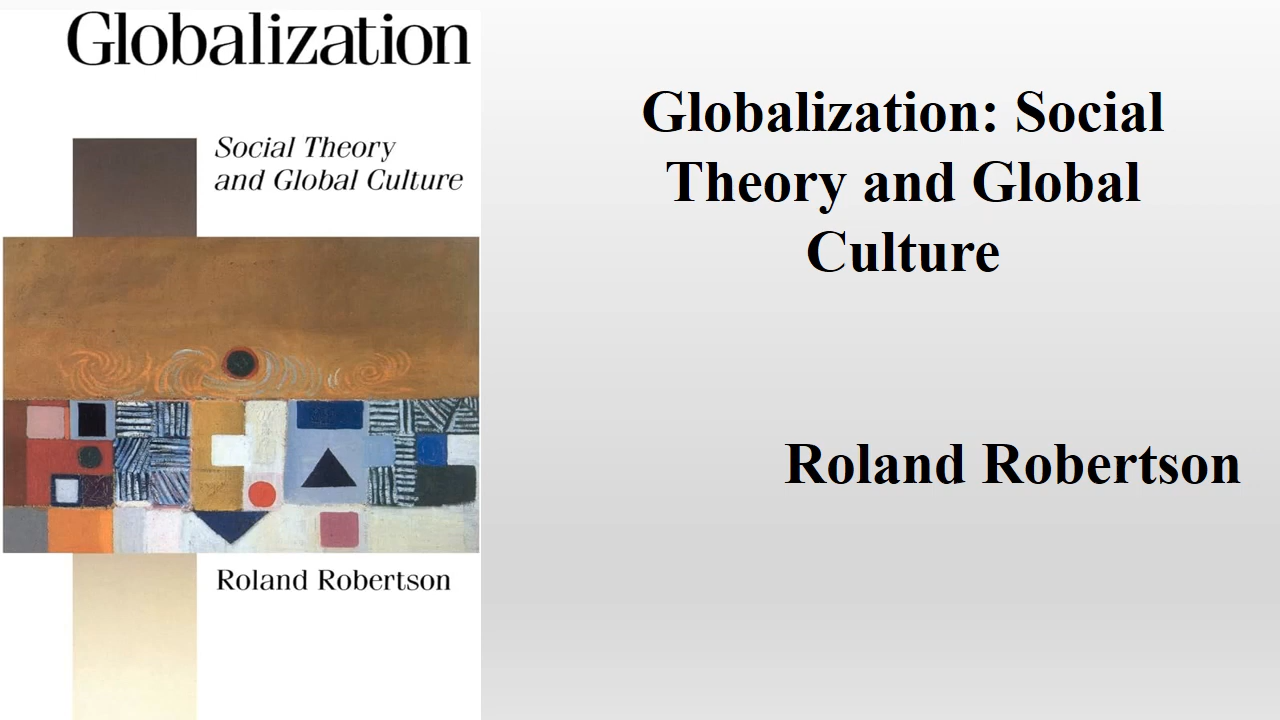 Globalization
Social Theory
and Global Culture
Roland Robertson
Globalization: Social
Theory and Global
Culture
Roland Robertson